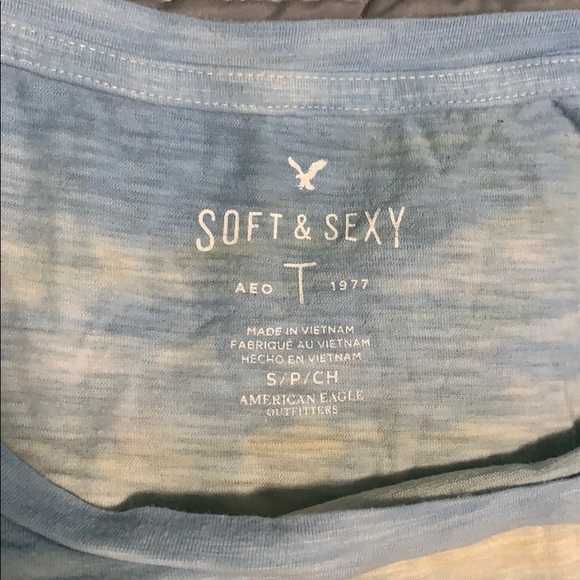 SOFT & SEXY
AEO T 1977
MADE IN VIETNAM
FABRIQUÉ AU VIETNAM
HECHO EN VIETNAM
S/P/CH
AMERICAN EAGLE
OUTFITTERS